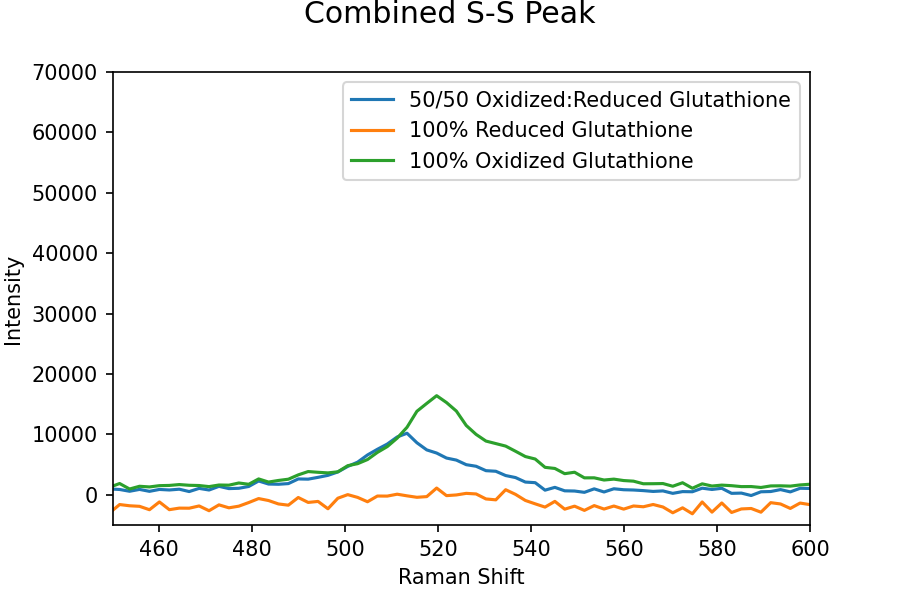 Combined S-S Peak
70000
60000
50000
40000
30000
20000
10000
0
Intensity
50/50 Oxidized:Reduced Glutathione
100% Reduced Glutathione
100% Oxidized Glutathione
460 480 500 520 540 560 580 600
Raman Shift